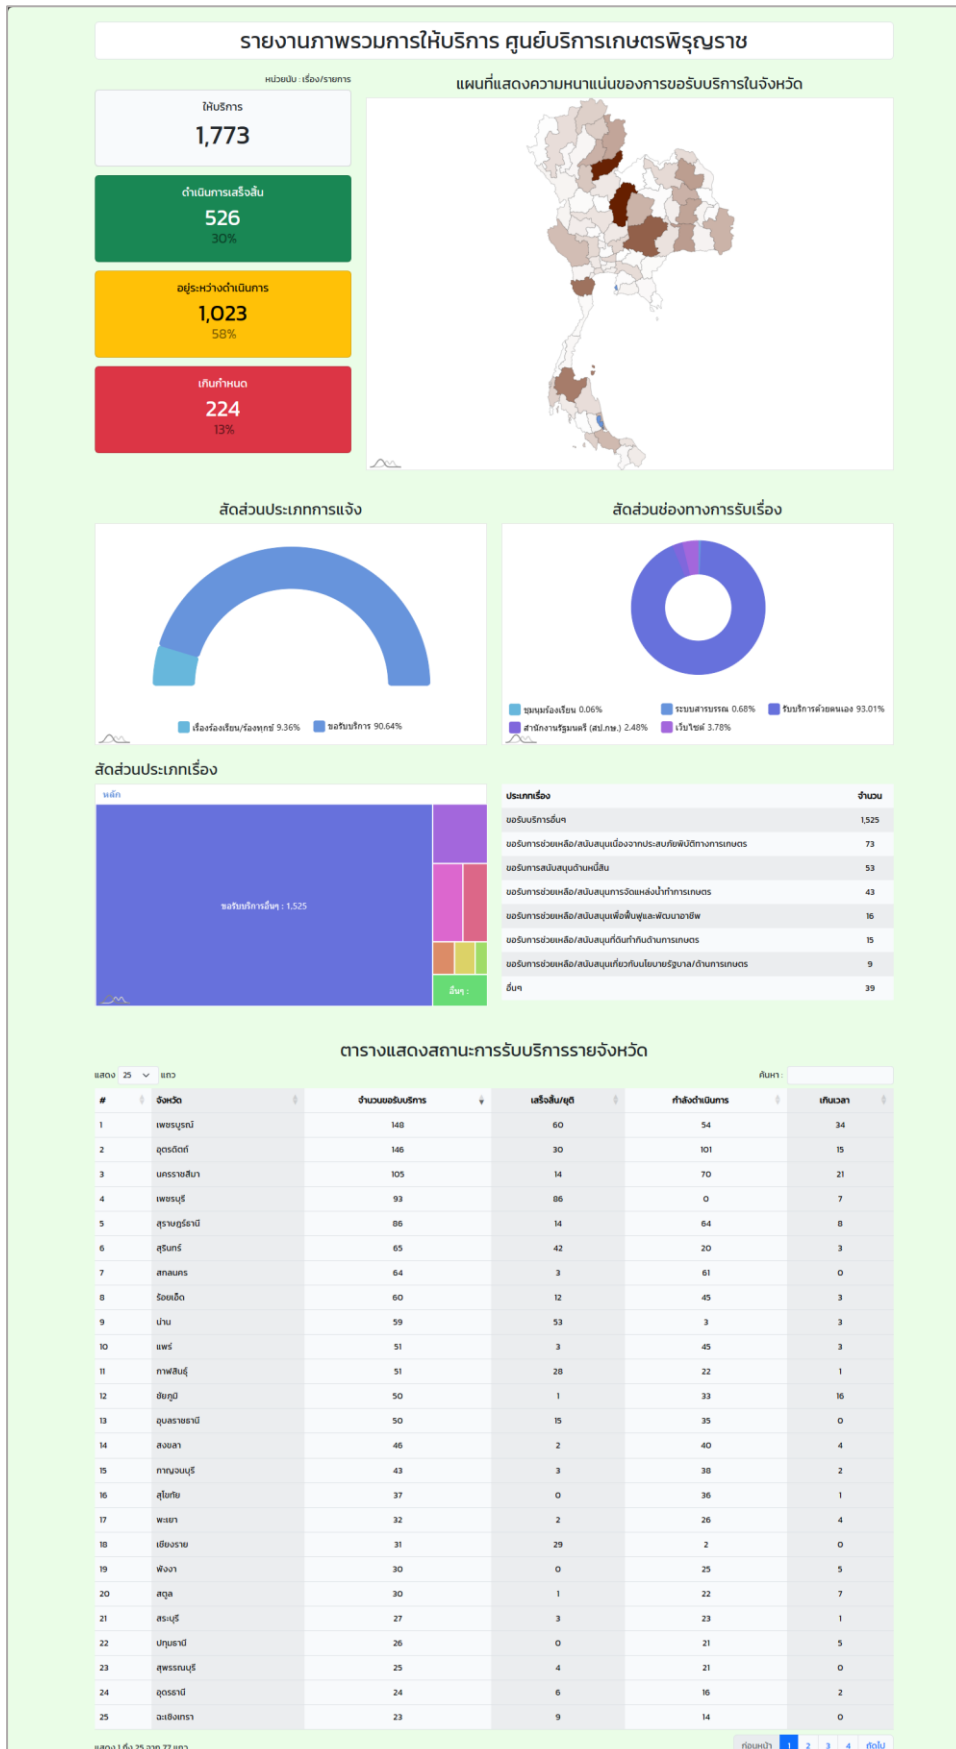 รายงานภาพรวมการให้บริการ ศูนย์บริการเกษตรพิรุณราช
หน่วยนับ : เรื่อง/รายการ
ให้บริการ
1,773
ดำเนินการเสร็จสิ้น
526
30%
อยู่ระหว่างดำเนินการ
1,023
58%
เกินกำหนด
224
13%
แผนที่แสดงความหนาแน่นของการขอรับบริการในจังหวัด
สัดส่วนประเภทการแจ้ง
เรื่องร้องเรียน/ร้องทุกข์ 9.36% ขอรับบริการ 90.64%
สัดส่วนช่องทางการรับเรื่อง
ชุมนุมร้องเรียน 0.06% ระบบสารบรรณ 0.68% รับบริการด้วยตนเอง 93.01%
สำนักงานรัฐมนตรี (สป.กษ.) 2.48% เว็บไซต์ 3.78%
สัดส่วนประเภทเรื่อง
หลัก
ขอรับบริการอื่นๆ : 1,525
อื่นๆ :
ประเภทเรื่อง จำนวน
ขอรับบริการอื่นๆ 1,525
ขอรับการช่วยเหลือ/สนับสนุนเนื่องจากประสบภัยพิบัติทางการเกษตร 73
ขอรับการสนับสนุนด้านหนี้สิน 53
ขอรับการช่วยเหลือ/สนับสนุนการจัดแหล่งน้ำทำการเกษตร 43
ขอรับการช่วยเหลือ/สนับสนุนเพื่อฟื้นฟูและพัฒนาอาชีพ 16
ขอรับการช่วยเหลือ/สนับสนุนที่ดินทำกินด้านการเกษตร 15
ขอรับการช่วยเหลือ/สนับสนุนเกี่ยวกับนโยบายรัฐบาล/ด้านการเกษตร 9
อื่นๆ 39
ตารางแสดงสถานะการรับบริการรายจังหวัด
แสดง 25 แถว
ค้นหา :
# จังหวัด จำนวนขอรับบริการ เสร็จสิ้น/ยุติ กำลังดำเนินการ เกินเวลา
1 เพชรบูรณ์ 148 60 54 34
2 อุตรดิตถ์ 146 30 101 15
3 นครราชสีมา 105 14 70 21
4 เพชรบุรี 93 86 0 7
5 สุราษฎร์ธานี 86 14 64 8
6 สุรินทร์ 65 42 20 3
7 สกลนคร 64 3 61 0
8 ร้อยเอ็ด 60 12 45 3
9 น่าน 59 53 3 3
10 แพร่ 51 3 45 3
11 กาฬสินธุ์ 51 28 22 1
12 ชัยภูมิ 50 1 33 16
13 อุบลราชธานี 50 15 35 0
14 สงขลา 46 2 40 4
15 กาญจนบุรี 43 3 38 2
16 สุโขทัย 37 0 36 1
17 พะเยา 32 2 26 4
18 เชียงราย 31 29 2 0
19 พังงา 30 0 25 5
20 สตูล 30 1 22 7
21 สระบุรี 27 3 23 1
22 ปทุมธานี 26 0 21 5
23 สุพรรณบุรี 25 4 21 0
24 อุดรธานี 24 6 16 2
25 ฉะเชิงเทรา 23 9 14 0
แสดง 1 ถึง 25 จาก 77 แถว
ก่อนหน้า 1 2 3 4 ถัดไป